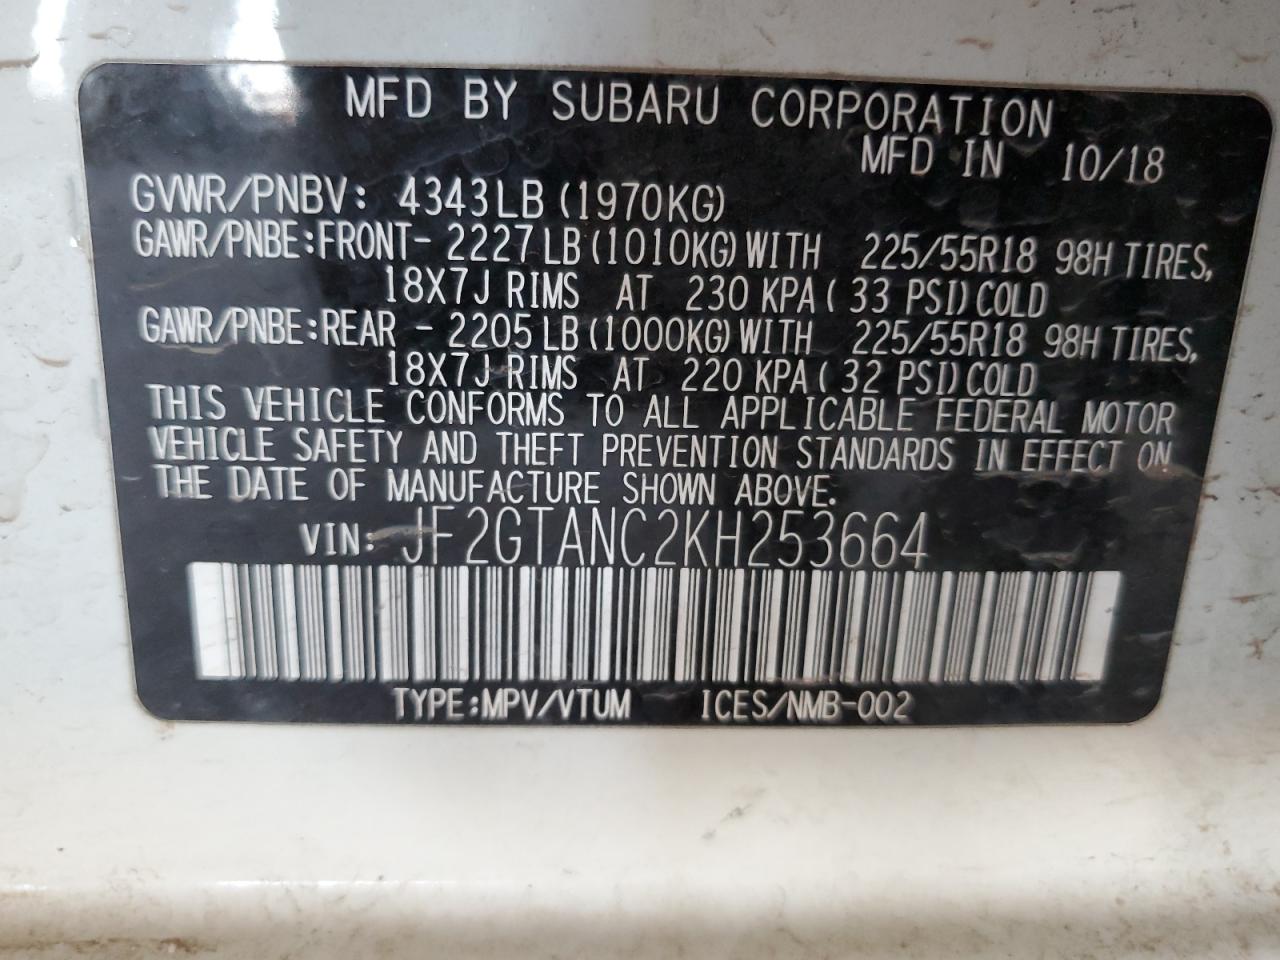 MFD BY SUBARU CORPORATION
MFD IN 10/18
GVWR/PNBV: 4343LB (1970KG)
GAWR/PNBE:FRONT- 2227LB (1010KG) WITH 225/55R18 98H TIRES,
18X7J RIMS AT 230 KPA ( 33 PSI) COLD
GAWR/PNBE:REAR - 2205LB (1000KG) WITH 225/55R18 98H TIRES,
18X7J RIMS AT 220 KPA ( 32 PSI) COLD
THIS VEHICLE CONFORMS TO ALL APPLICABLE FEDERAL MOTOR
VEHICLE SAFETY AND THEFT PREVENTION STANDARDS IN EFFECT ON
THE DATE OF MANUFACTURE SHOWN ABOVE.
VIN: JF2GTANC2KH253664
TYPE:MPV/VTUM ICES/NMB-002